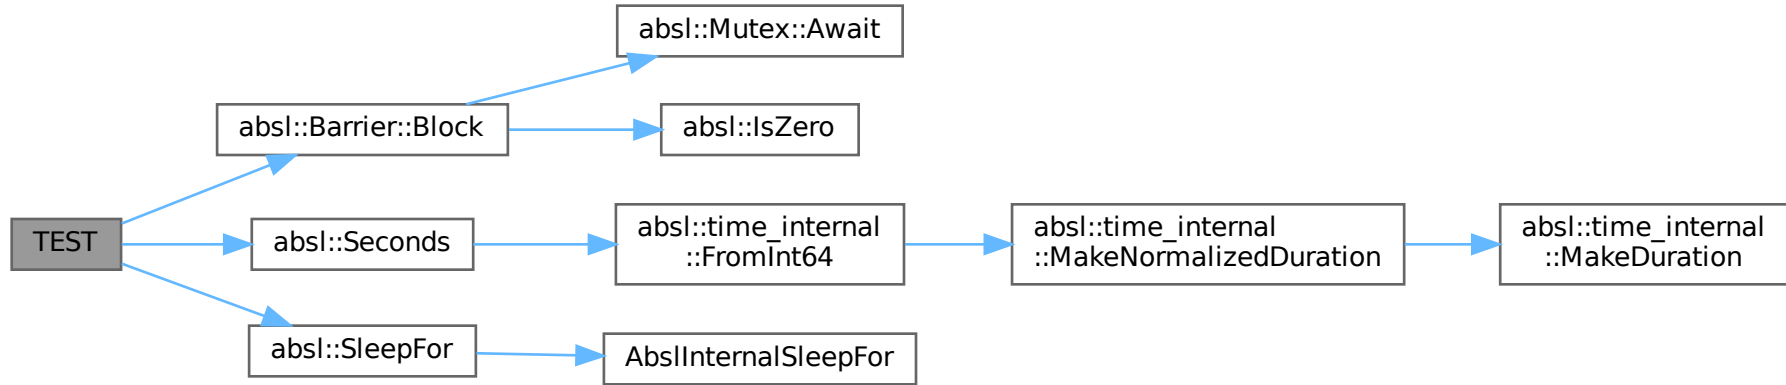 absl::Mutex::Await
absl::Barrier::Block
absl::IsZero
TEST
absl::Seconds
absl::time_internal
::FromInt64
absl::time_internal
::MakeNormalizedDuration
absl::time_internal
::MakeDuration
absl::SleepFor
AbslInternalSleepFor